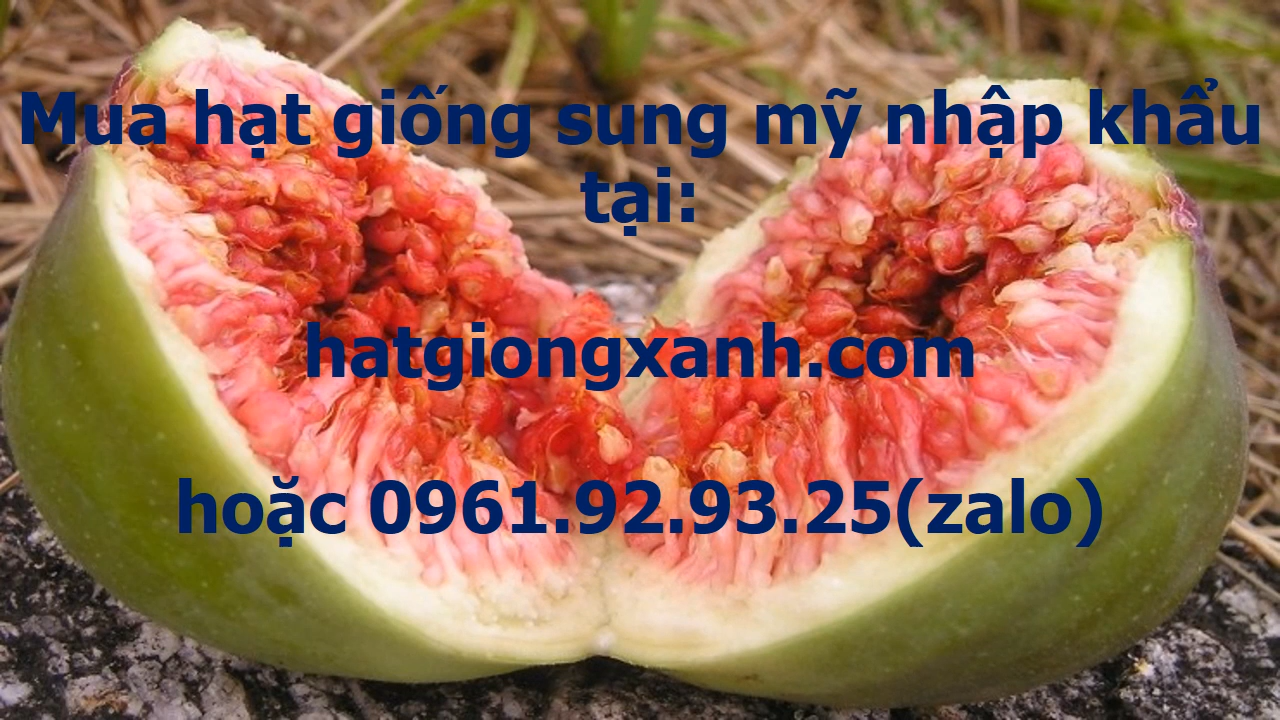 Mua hạt giống sung mỹ nhập khẩu
tại:
hatgiongxanh.com
hoặc 0961.92.93.25(zalo)